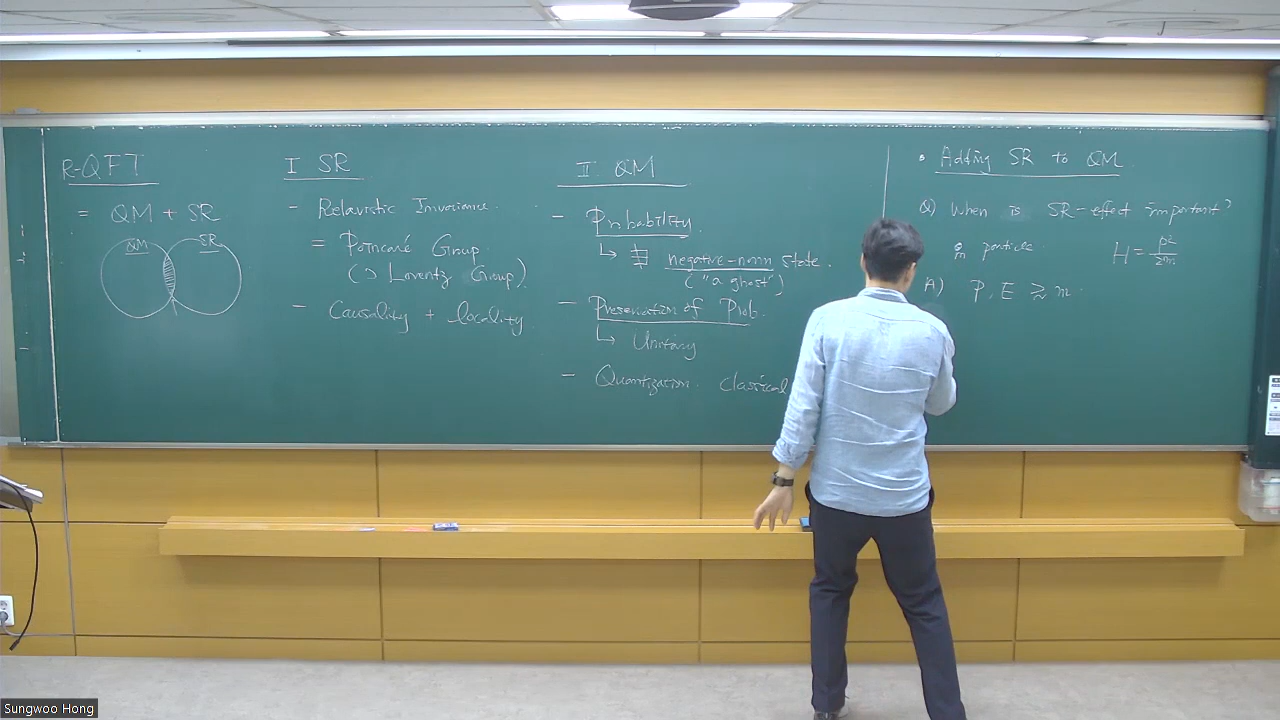 R-QFT
= QM + SR
QM SR
I SR
- Relavistic Invariance.
= Poincaré Group
(⊃ Lorentz Group)
- Causality + locality
II. QM
- Probability
↳ negative-norm state.
("a ghost")
- Preservation of Prob.
↳ Unitary
- Quantization. classical
• Adding SR to QM.
Q) When is SR-effect important?
m particle. H = p²/2m
A) P, E ≳ m.
Sungwoo Hong